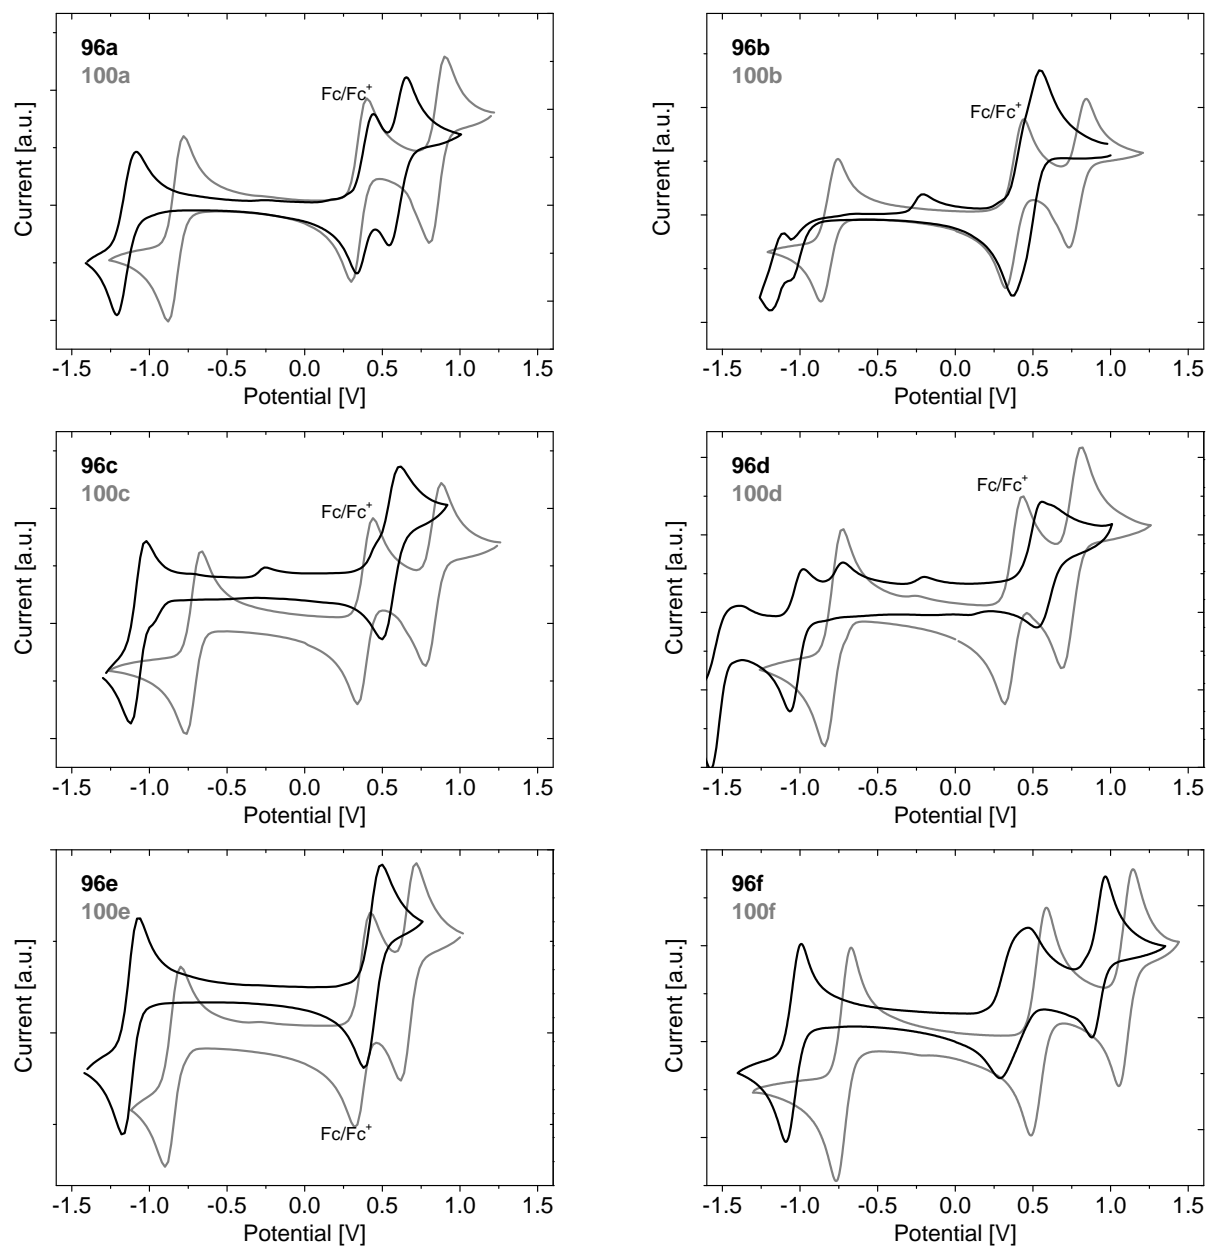 96a
100a
Fc/Fc+
Current [a.u.]
-1.5 -1.0 -0.5 0.0 0.5 1.0 1.5
Potential [V]
96b
100b
Fc/Fc+
Current [a.u.]
-1.5 -1.0 -0.5 0.0 0.5 1.0 1.5
Potential [V]
96c
100c
Fc/Fc+
Current [a.u.]
-1.5 -1.0 -0.5 0.0 0.5 1.0 1.5
Potential [V]
96d
100d
Fc/Fc+
Current [a.u.]
-1.5 -1.0 -0.5 0.0 0.5 1.0 1.5
Potential [V]
96e
100e
Fc/Fc+
Current [a.u.]
-1.5 -1.0 -0.5 0.0 0.5 1.0 1.5
Potential [V]
96f
100f
Current [a.u.]
-1.5 -1.0 -0.5 0.0 0.5 1.0 1.5
Potential [V]